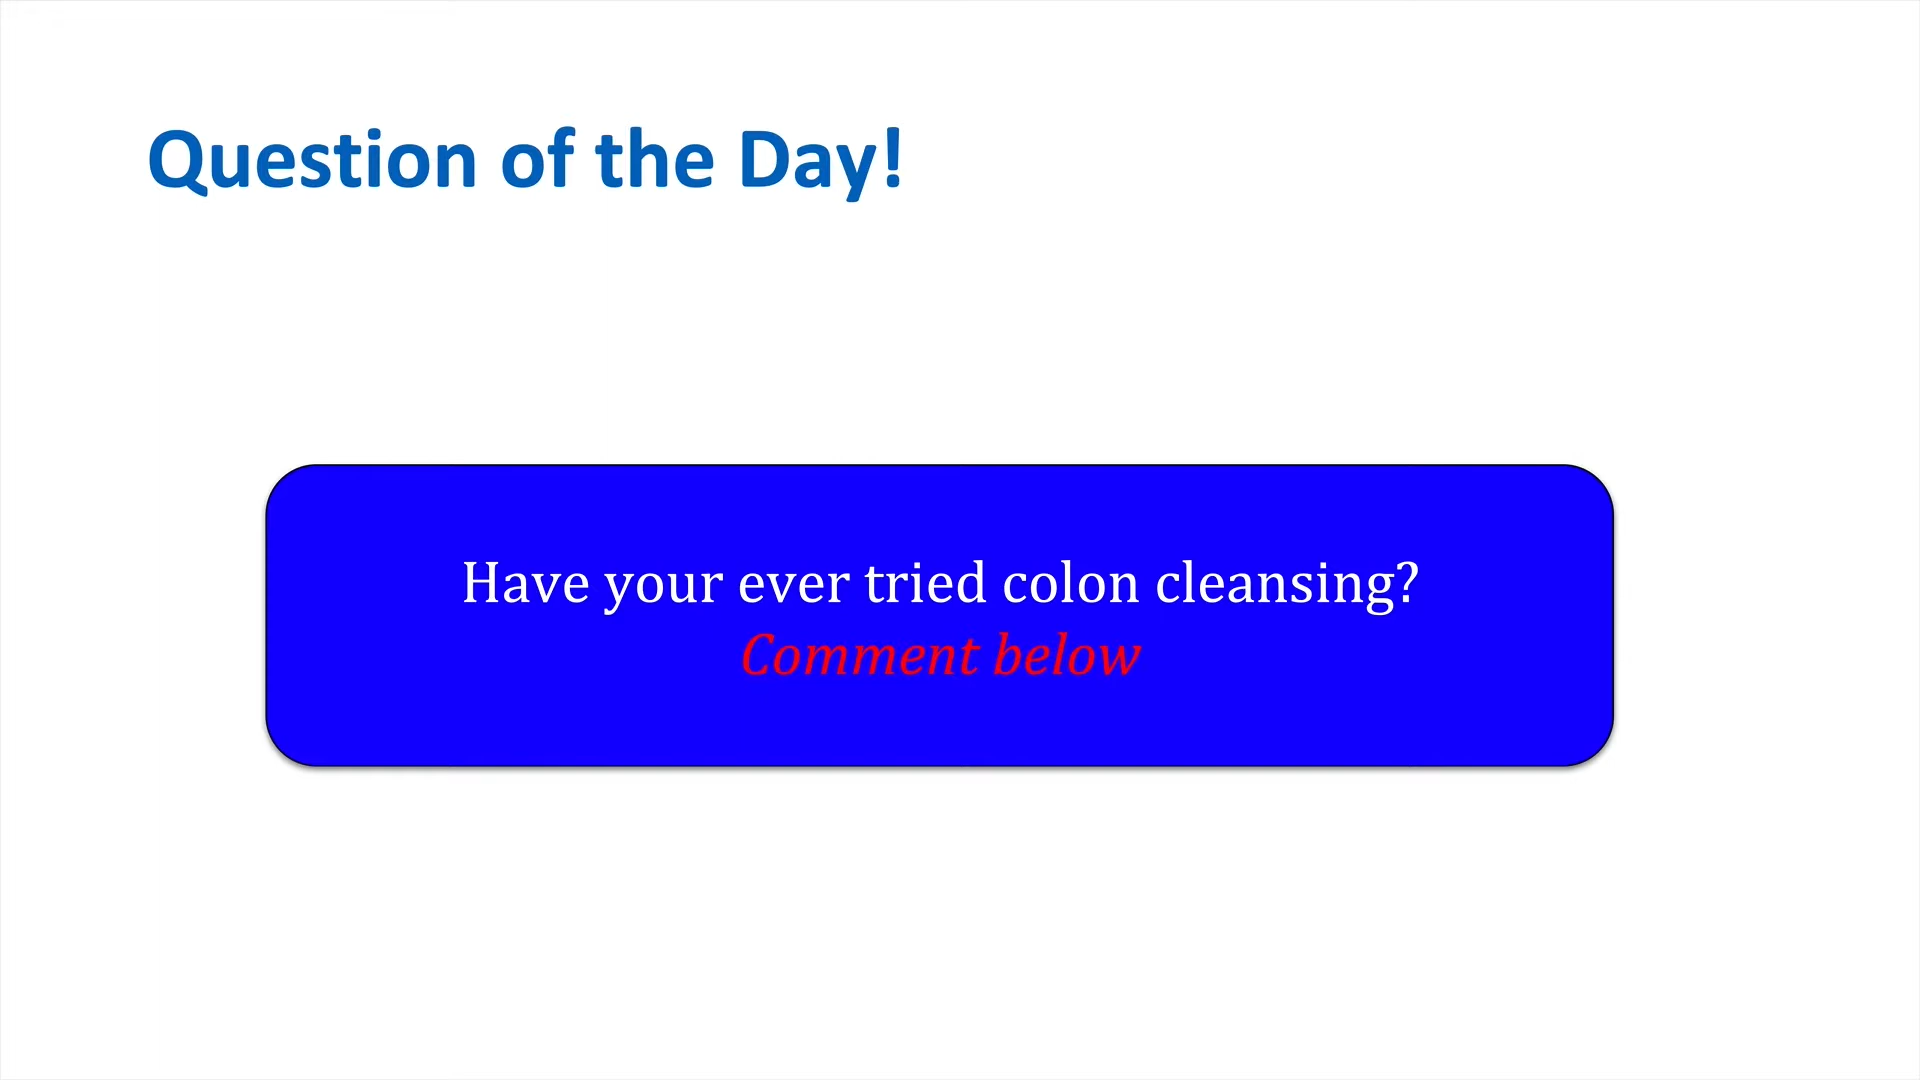 Question of the Day!
Have your ever tried colon cleansing?
Comment below